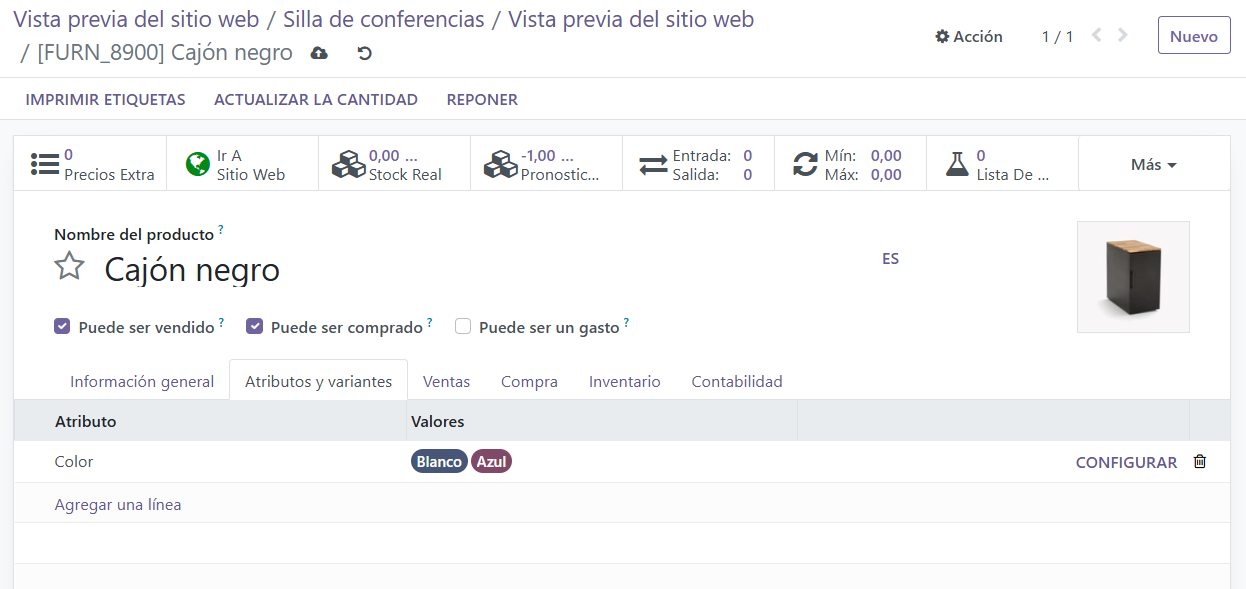 Vista previa del sitio web / Silla de conferencias / Vista previa del sitio web
/ [FURN_8900] Cajón negro
Acción
1 / 1
Nuevo
IMPRIMIR ETIQUETAS ACTUALIZAR LA CANTIDAD REPONER
0
Precios Extra
Ir A
Sitio Web
0,00 ...
Stock Real
-1,00 ...
Pronostic...
Entrada: 0
Salida: 0
Mín: 0,00
Máx: 0,00
0
Lista De ...
Más
Nombre del producto ?
Cajón negro
ES
Puede ser vendido ? Puede ser comprado ? Puede ser un gasto ?
Información general Atributos y variantes Ventas Compra Inventario Contabilidad
Atributo Valores
Color Blanco Azul CONFIGURAR
Agregar una línea